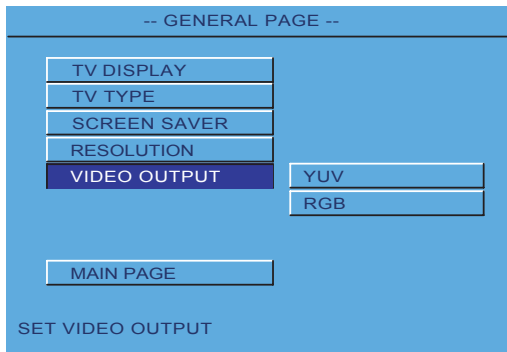 -- GENERAL PAGE --
TV DISPLAY
TV TYPE
SCREEN SAVER
RESOLUTION
VIDEO OUTPUT
YUV
RGB
MAIN PAGE
SET VIDEO OUTPUT